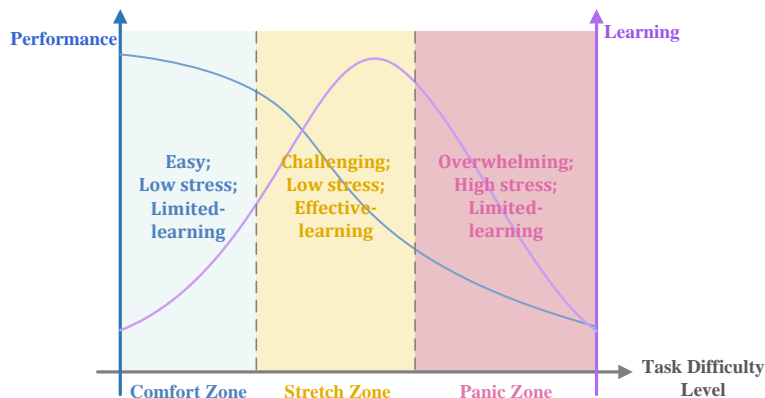 Performance
Learning
Easy;
Low stress;
Limited-
learning
Challenging;
Low stress;
Effective-
learning
Overwhelming;
High stress;
Limited-
learning
Task Difficulty
Level
Comfort Zone
Stretch Zone
Panic Zone